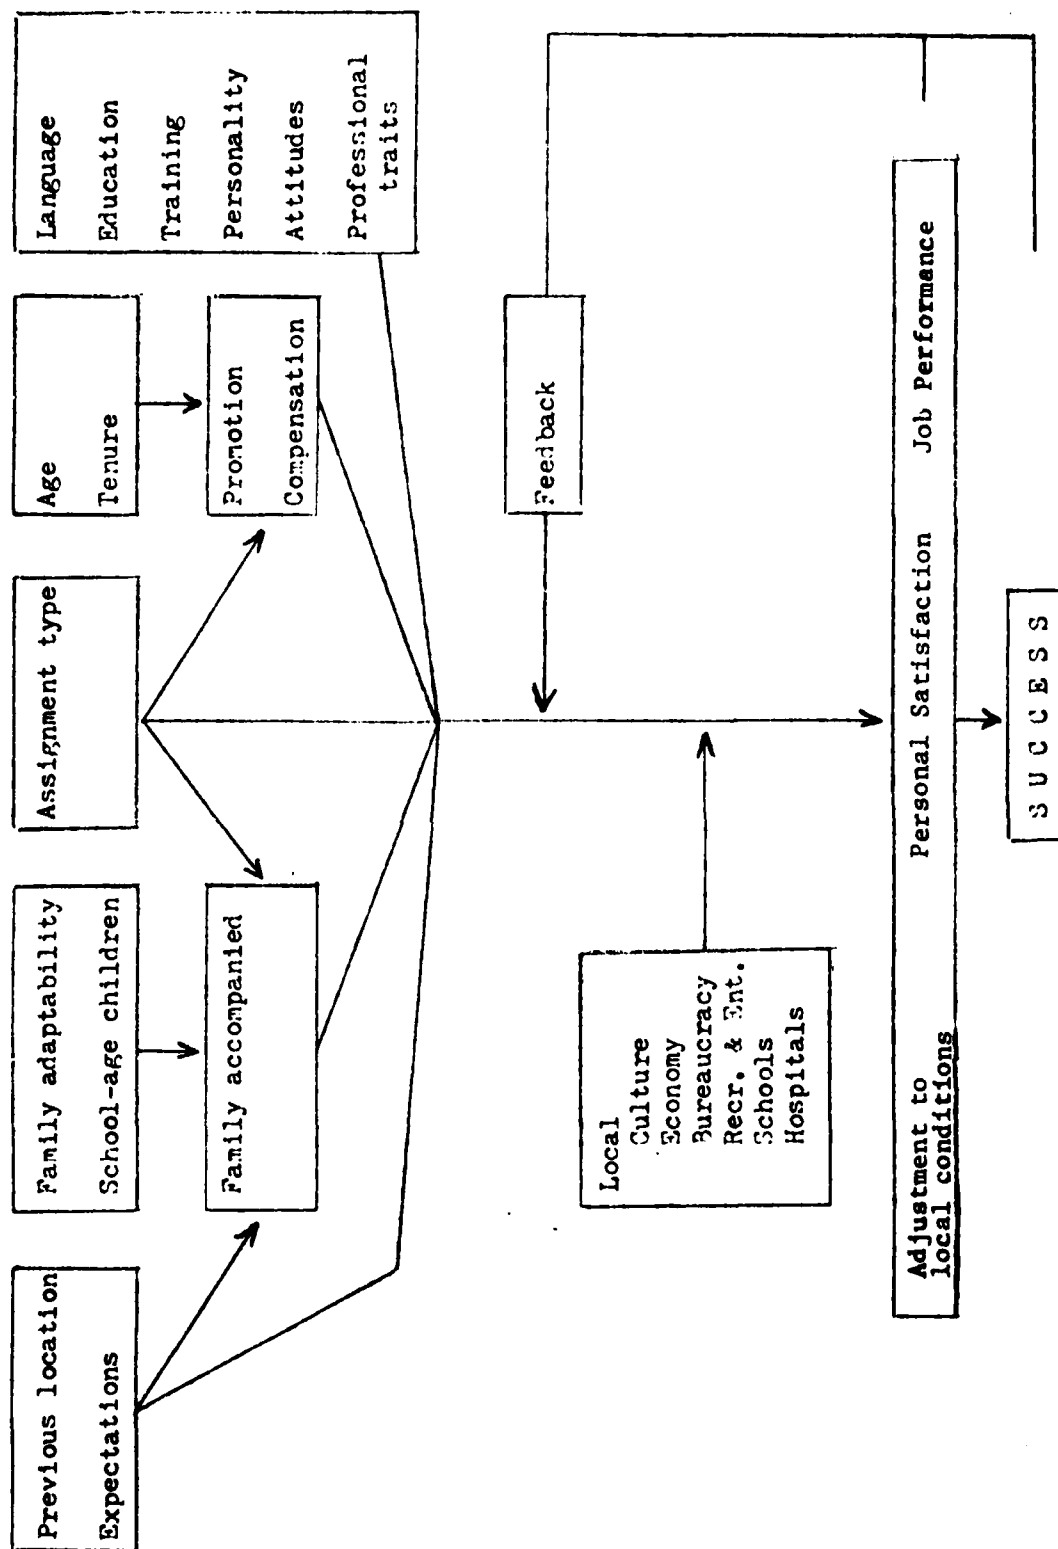 Previous location
Expectations
Family adaptability
School-age children
Family accompanied
Assignment type
Age
Tenure
Promotion
Compensation
Language
Education
Training
Personality
Attitudes
Professional
traits
Feedback
Local
Culture
Economy
Bureaucracy
Recr. & Ent.
Schools
Hospitals
Adjustment to
local conditions
Personal Satisfaction
Job Performance
SUCCESS